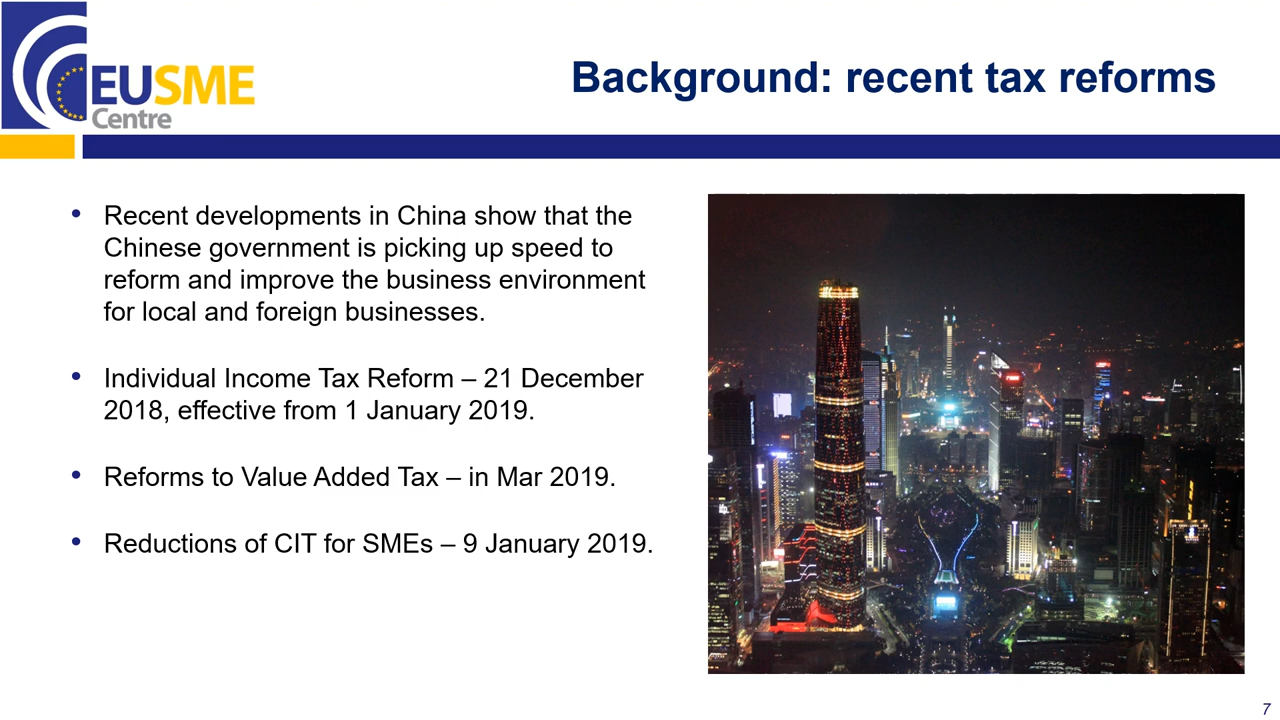 EUSME
Centre
Background: recent tax reforms
• Recent developments in China show that the
Chinese government is picking up speed to
reform and improve the business environment
for local and foreign businesses.
• Individual Income Tax Reform – 21 December
2018, effective from 1 January 2019.
• Reforms to Value Added Tax – in Mar 2019.
• Reductions of CIT for SMEs – 9 January 2019.
7